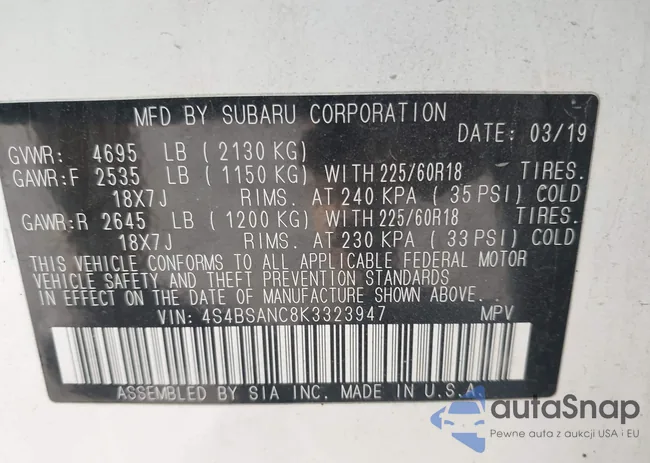 MFD BY SUBARU CORPORATION
DATE: 03/19
GVWR: 4695 LB ( 2130 KG)
GAWR:F 2535 LB ( 1150 KG) WITH 225/60R18 TIRES.
18X7J RIMS. AT 240 KPA ( 35 PSI) COLD
GAWR:R 2645 LB ( 1200 KG) WITH 225/60R18 TIRES.
18X7J RIMS. AT 230 KPA ( 33 PSI) COLD
THIS VEHICLE CONFORMS TO ALL APPLICABLE FEDERAL MOTOR
VEHICLE SAFETY AND THEFT PREVENTION STANDARDS
IN EFFECT ON THE DATE OF MANUFACTURE SHOWN ABOVE.
VIN: 4S4BSANC8K3323947 MPV
ASSEMBLED BY SIA INC. MADE IN U.S.A.
autaSnap
Pewne auta z aukcji USA i EU